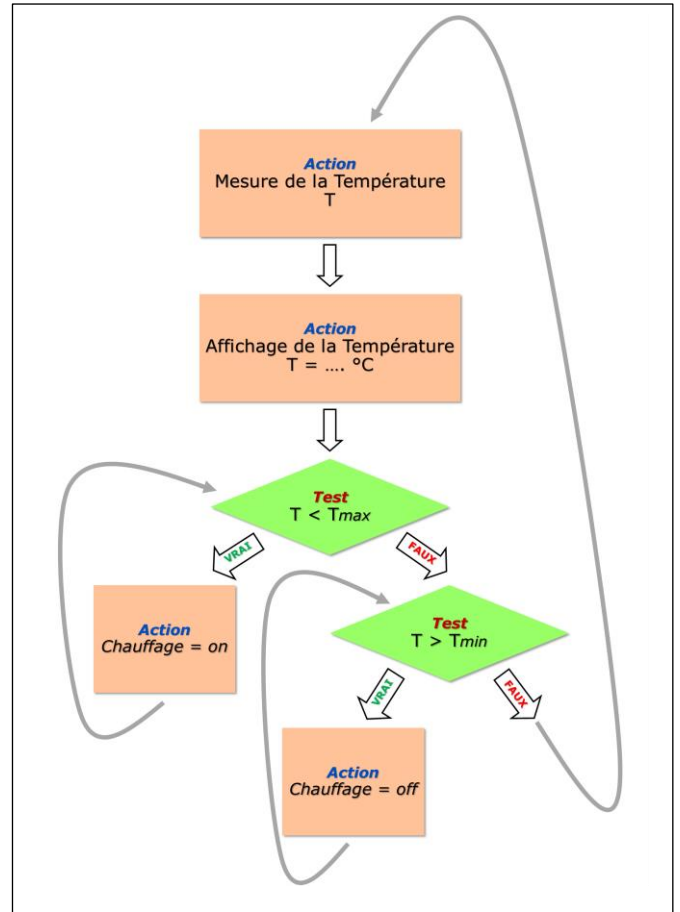 Action
Mesure de la Température
T
Action
Affichage de la Température
T = .... °C
Test
T < Tmax
VRAI
FAUX
Action
Chauffage = on
Test
T > Tmin
VRAI
FAUX
Action
Chauffage = off